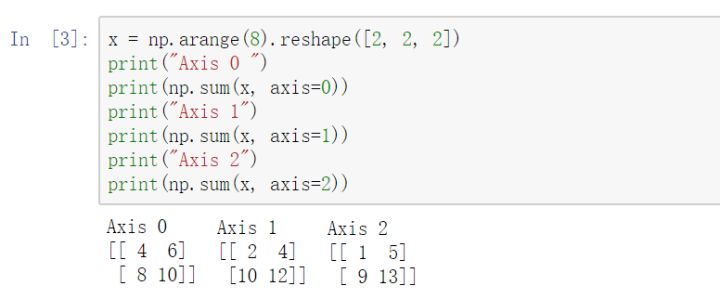 In [3]: x = np.arange(8).reshape([2, 2, 2])
print("Axis 0 ")
print(np.sum(x, axis=0))
print("Axis 1")
print(np.sum(x, axis=1))
print("Axis 2")
print(np.sum(x, axis=2))
Axis 0 Axis 1 Axis 2
[[ 4 6] [[ 2 4] [[ 1 5]
[ 8 10]] [10 12]] [ 9 13]]